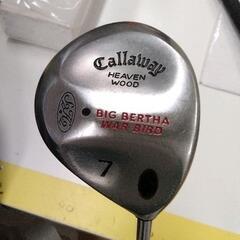 Callaway
HEAVEN
WOOD
BIG BERTHA
WAR BIRD
7